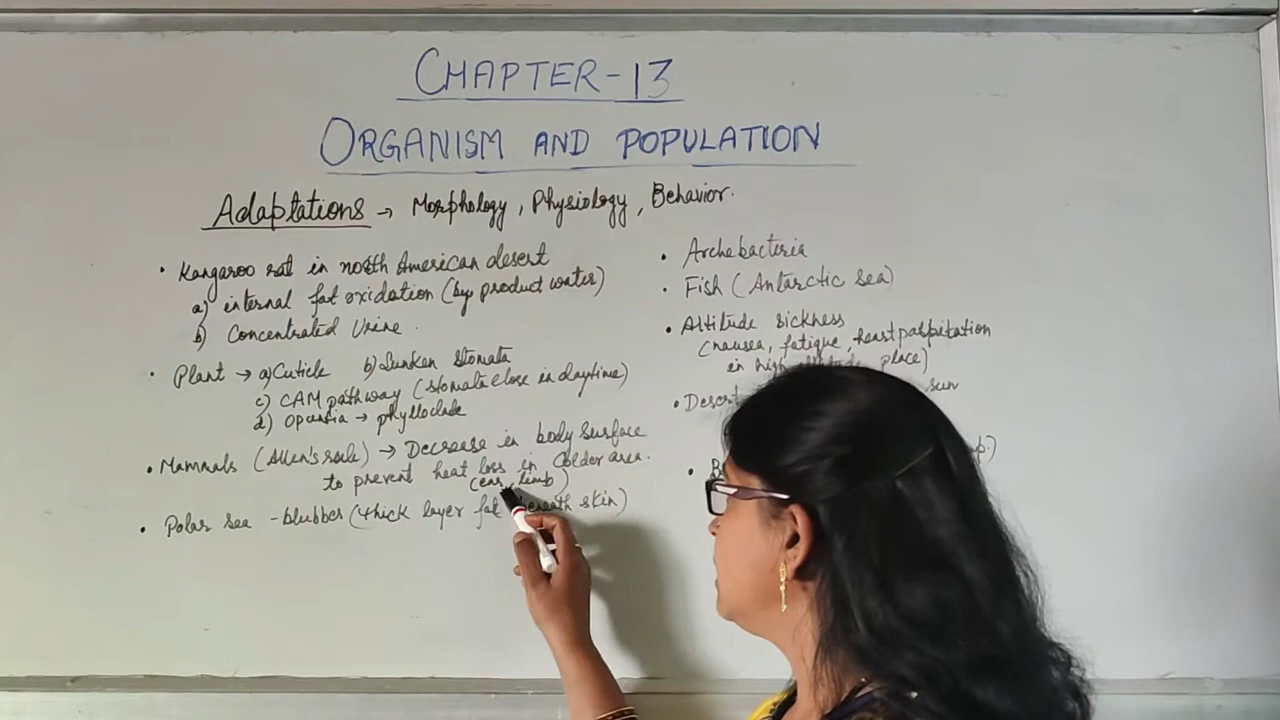 CHAPTER-13
ORGANISM AND POPULATION
Adaptations → Morphology, Physiology, Behavior.
• Kangaroo rat in north American desert
a) internal fat oxidation (by product water)
b) Concentrated Urine.
• Plant → a) Cuticle b) Sunken Stomata
c) CAM pathway (stomata close in daytime)
d) Opuntia → phylloclade
• Mammals (Allen's rule) → Decrease in body surface
to prevent heat loss in Colder area.
(ear, limb)
• Polar sea - blubber (thick layer fat beneath skin)
• Archebacteria
• Fish (Antarctic sea)
• Altitude sickness
(nausea, fatigue, heart palpitation
in high place)
• Desert sun